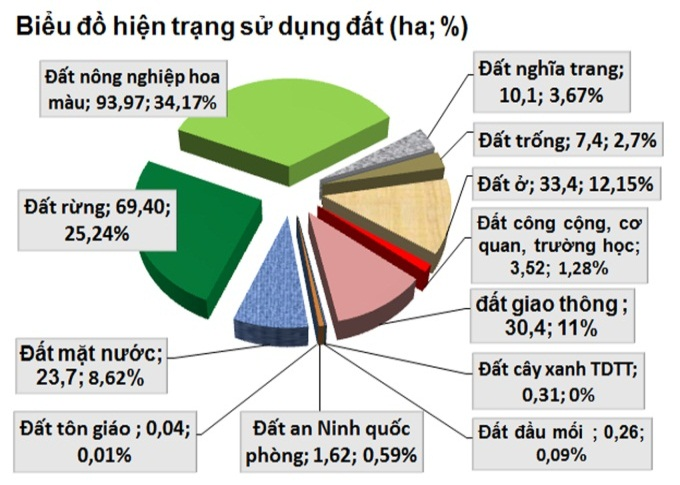 Biểu đồ hiện trạng sử dụng đất (ha; %)
Đất nông nghiệp hoa
màu; 93,97; 34,17%
Đất nghĩa trang;
10,1; 3,67%
Đất trống; 7,4; 2,7%
Đất ở; 33,4; 12,15%
Đất rừng; 69,40;
25,24%
Đất công cộng, cơ
quan, trường học;
3,52; 1,28%
đất giao thông ;
30,4; 11%
Đất mặt nước;
23,7; 8,62%
Đất cây xanh TDTT;
0,31; 0%
Đất tôn giáo ; 0,04;
0,01%
Đất an Ninh quốc
phòng; 1,62; 0,59%
Đất đầu mối ; 0,26;
0,09%